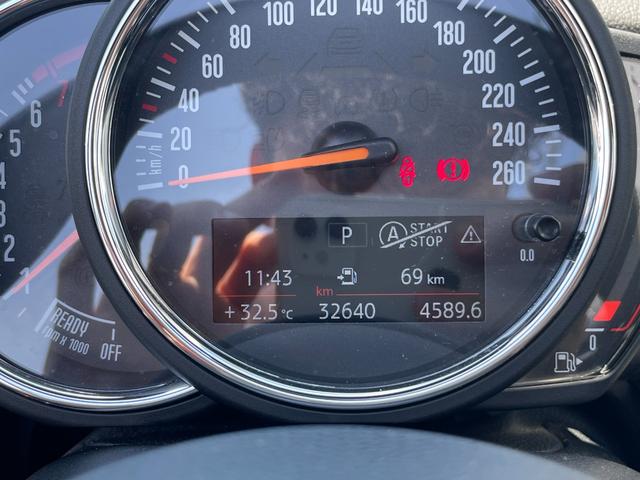 80 100 120 140 160
60 180
40 200
20 220
0 240
km/h 260
6
5
4
3
2
1
P A START STOP
0.0
11:43 69 km
km
+ 32.5 °C 32640 4589.6
READY
rpm x 1000 OFF
0